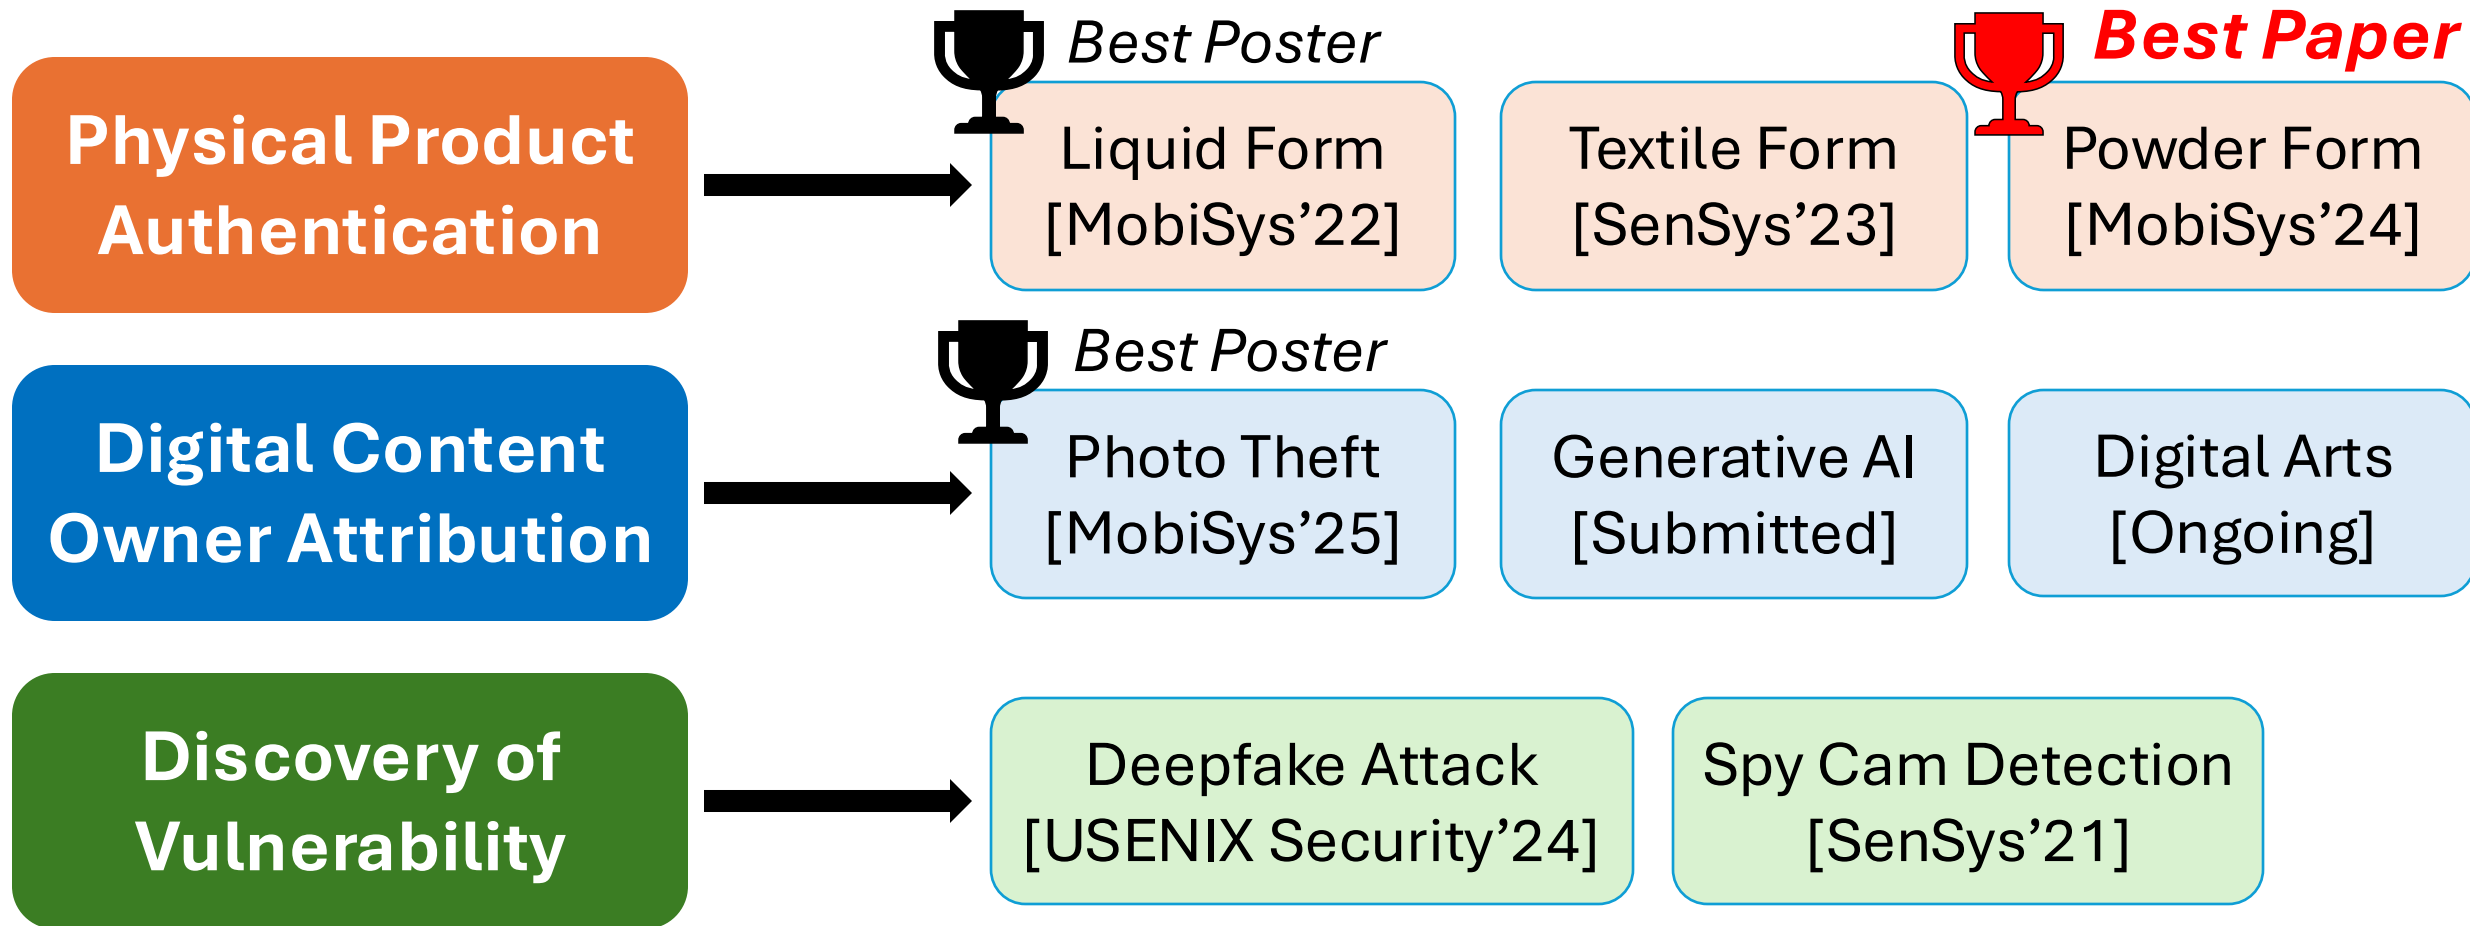 Best Poster
Best Paper
Physical Product
Authentication
Liquid Form
[MobiSys’22]
Textile Form
[SenSys’23]
Powder Form
[MobiSys’24]
Best Poster
Digital Content
Owner Attribution
Photo Theft
[MobiSys’25]
Generative AI
[Submitted]
Digital Arts
[Ongoing]
Discovery of
Vulnerability
Deepfake Attack
[USENIX Security’24]
Spy Cam Detection
[SenSys’21]